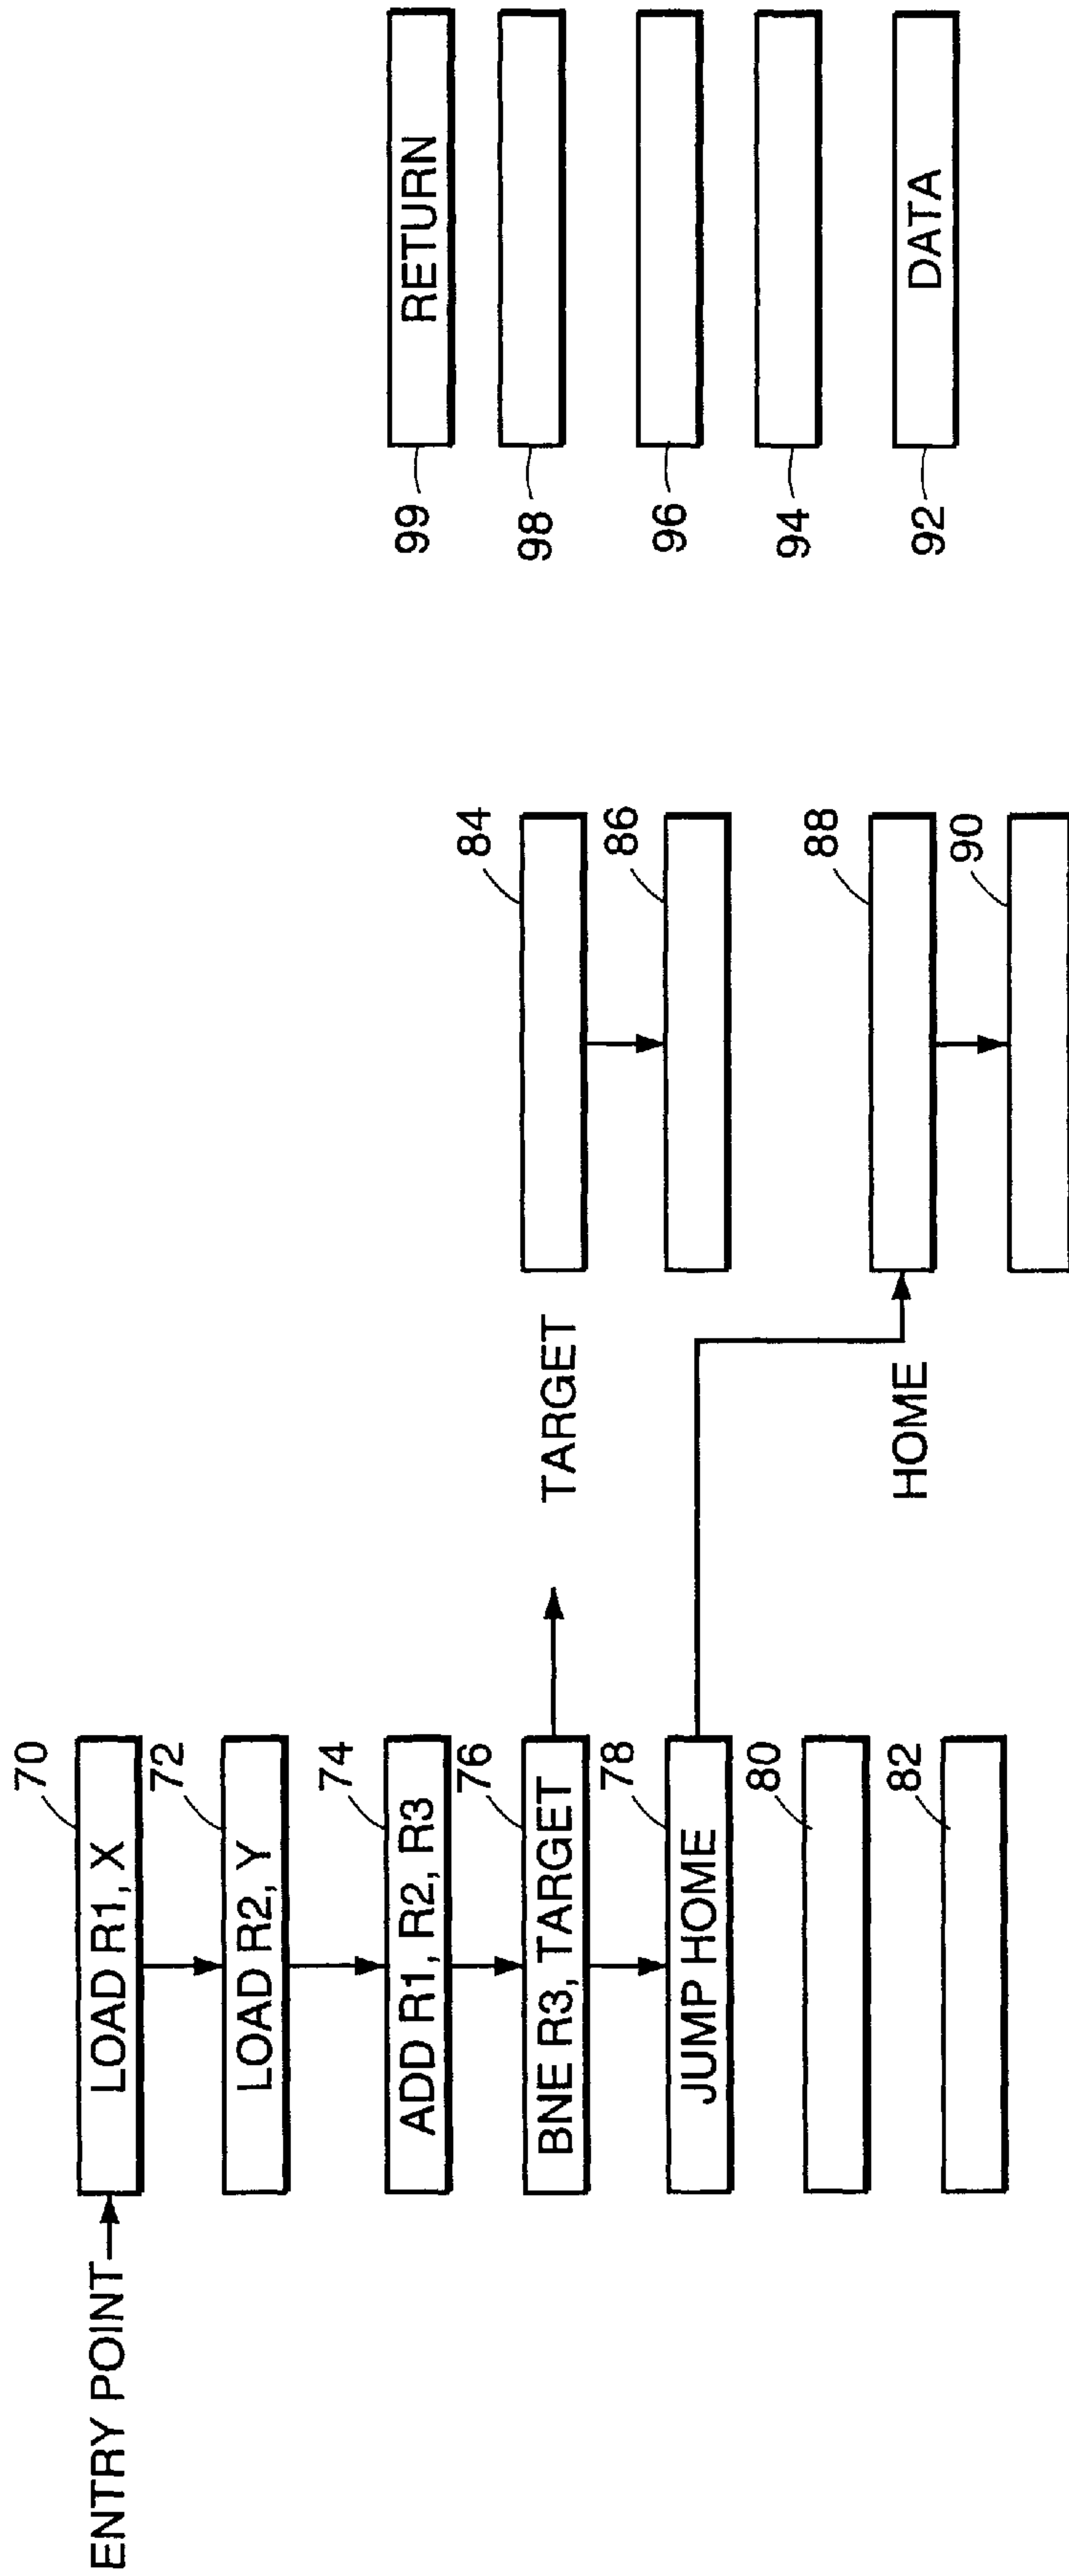 ENTRY POINT
70
LOAD R1, X
72
LOAD R2, Y
74
ADD R1, R2, R3
76
BNE R3, TARGET
78
JUMP HOME
80
82
TARGET
84
86
HOME
88
90
99
RETURN
98
96
94
92
DATA